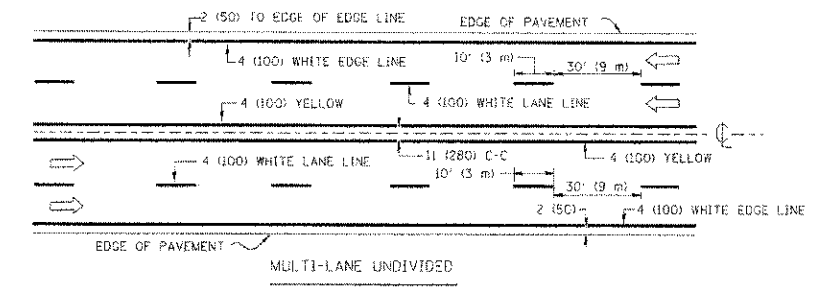 2 (50) TO EDGE OF EDGE LINE
EDGE OF PAVEMENT
4 (100) WHITE EDGE LINE
10' (3 m)
30' (9 m)
4 (100) YELLOW
4 (100) WHITE LANE LINE
4 (100) WHITE LANE LINE
11 (280) C-C
4 (100) YELLOW
10' (3 m)
30' (9 m)
2 (50)
4 (100) WHITE EDGE LINE
EDGE OF PAVEMENT
MULTI-LANE UNDIVIDED